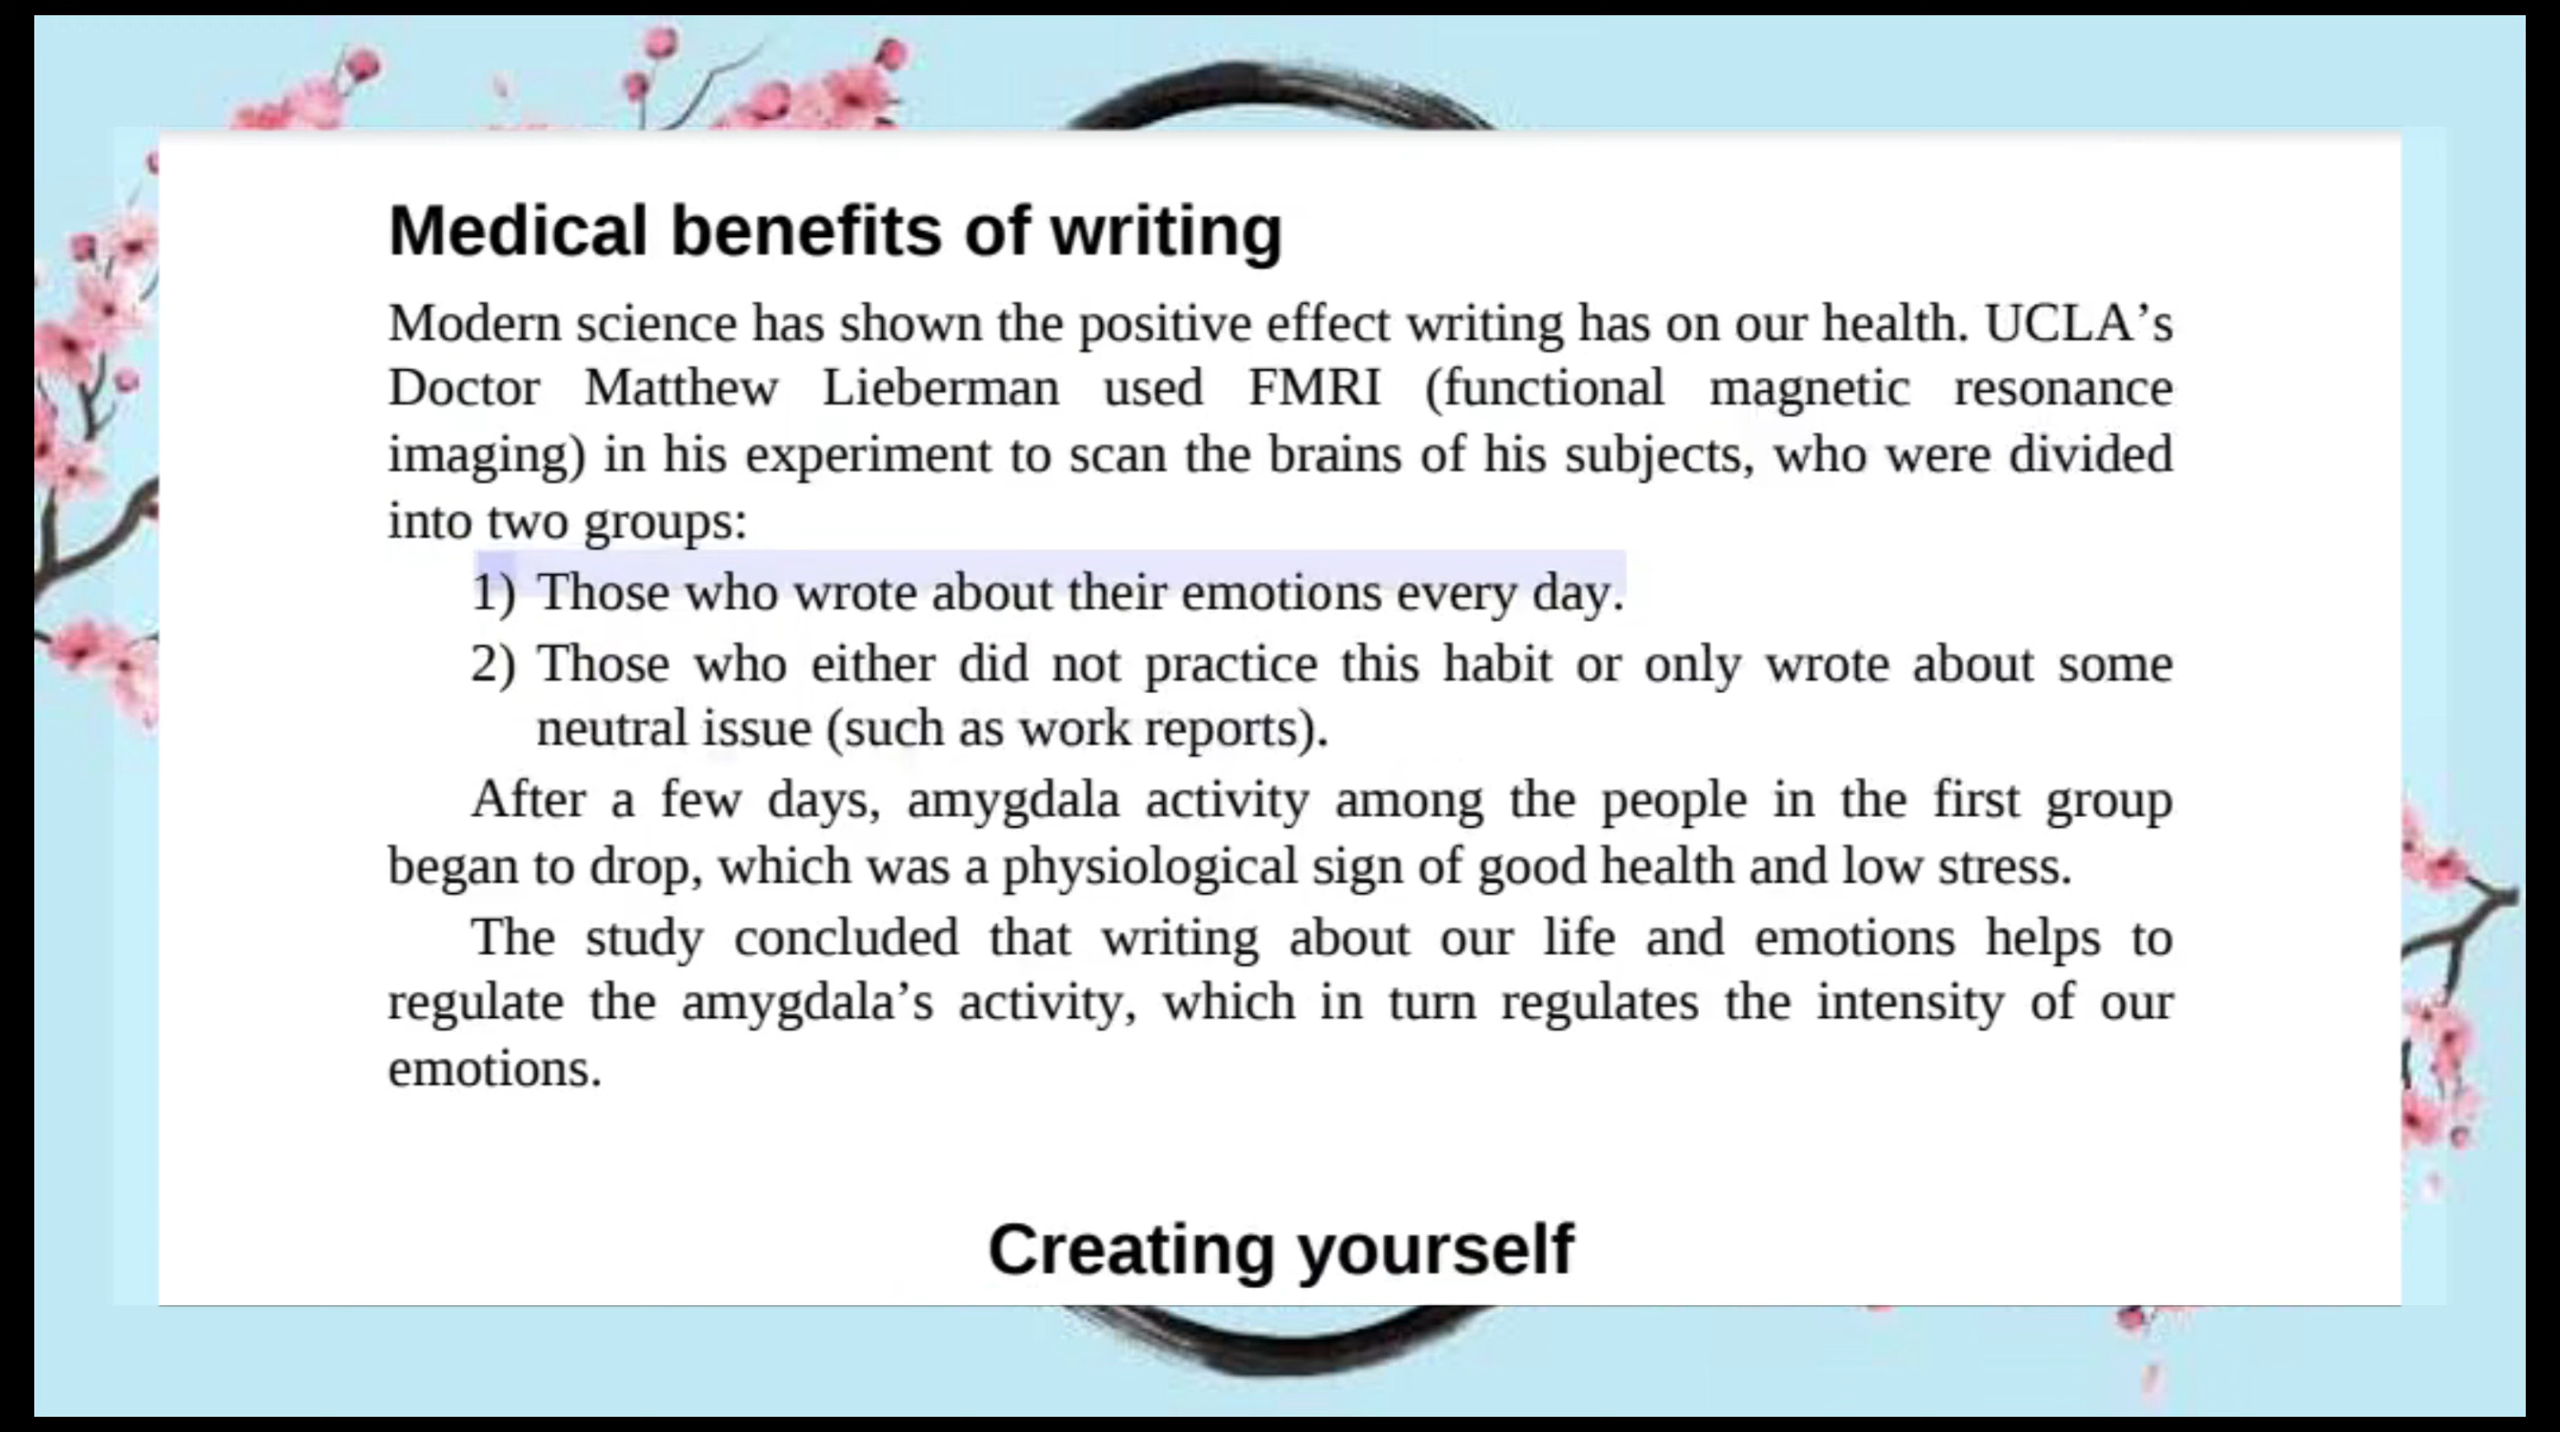 Medical benefits of writing
Modern science has shown the positive effect writing has on our health. UCLA’s
Doctor Matthew Lieberman used FMRI (functional magnetic resonance
imaging) in his experiment to scan the brains of his subjects, who were divided
into two groups:
1) Those who wrote about their emotions every day.
2) Those who either did not practice this habit or only wrote about some
neutral issue (such as work reports).
After a few days, amygdala activity among the people in the first group
began to drop, which was a physiological sign of good health and low stress.
The study concluded that writing about our life and emotions helps to
regulate the amygdala’s activity, which in turn regulates the intensity of our
emotions.
Creating yourself